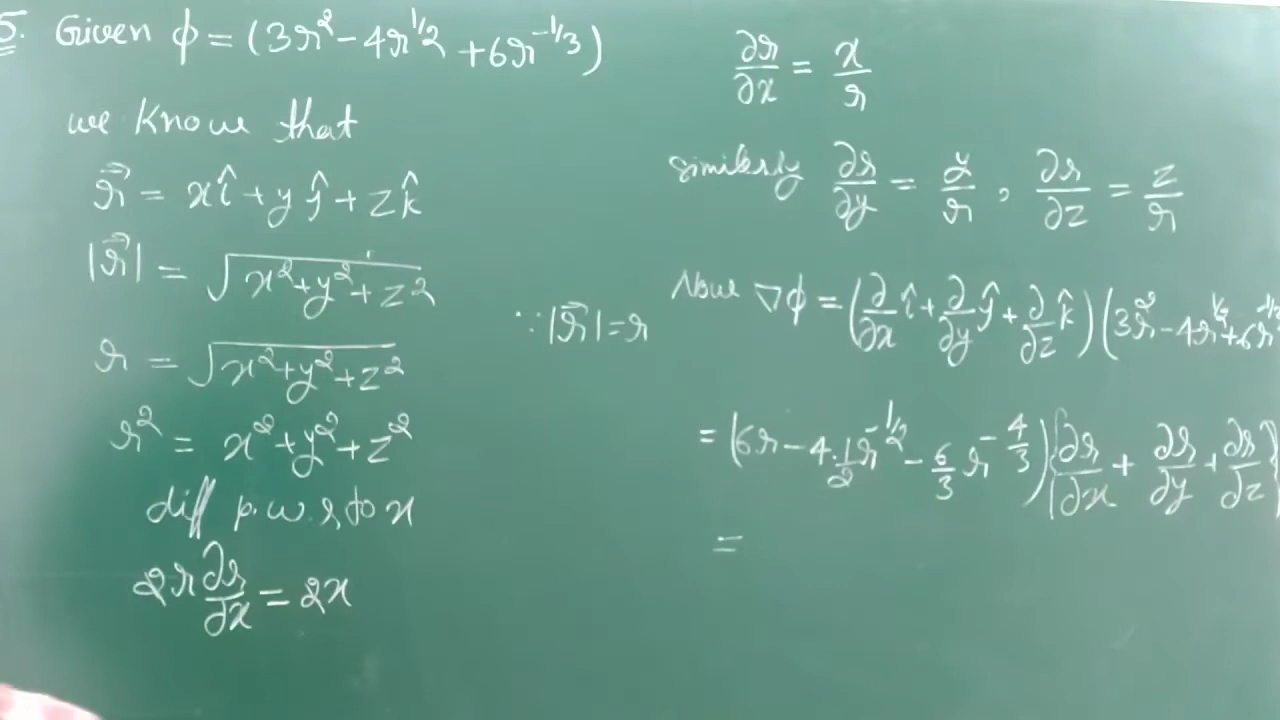 5. Given ϕ = (3r² - 4r^1/2 + 6r^-1/3)
we know that
r⃗ = xî + yĵ + zk̂
|r⃗| = √(x²+y²+z²)
r = √(x²+y²+z²) ∵ |r⃗| = r
r² = x²+y²+z²
diff p.w.r to x
2r ∂r/∂x = 2x
∂r/∂x = x/r
similarly ∂r/∂y = y/r , ∂r/∂z = z/r
Now ∇ϕ = (∂/∂x î + ∂/∂y ĵ + ∂/∂z k̂)(3r² - 4r^1/2 + 6r^-1/3
= (6r - 4·1/2 r^-1/2 - 6/3 r^-4/3){∂r/∂x + ∂r/∂y + ∂r/∂z}
=